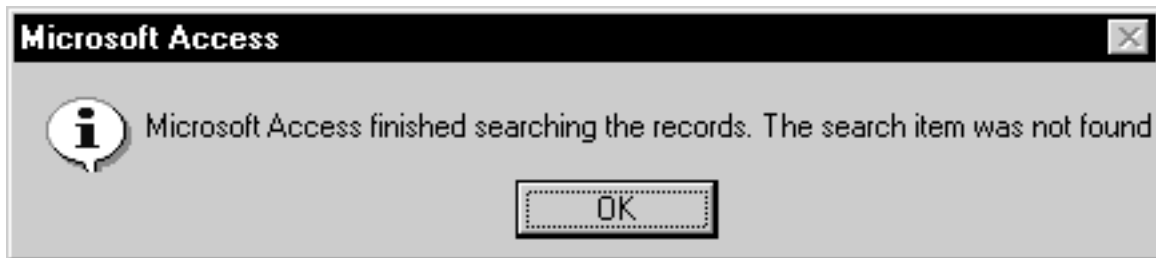 Microsoft Access
Microsoft Access finished searching the records. The search item was not found
OK